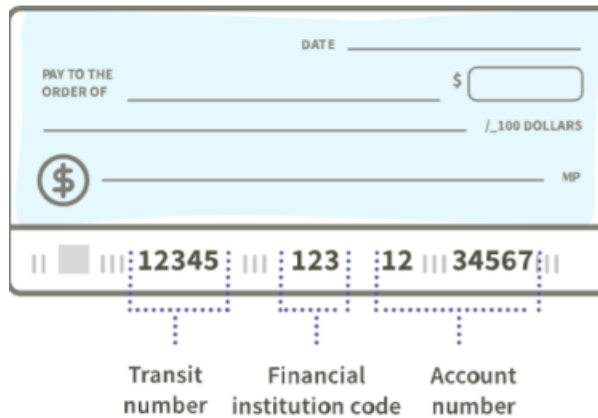 DATE
PAY TO THE
ORDER OF
$
/_100 DOLLARS
$
MP
12345 123 12 34567
Transit number
Financial institution code
Account number